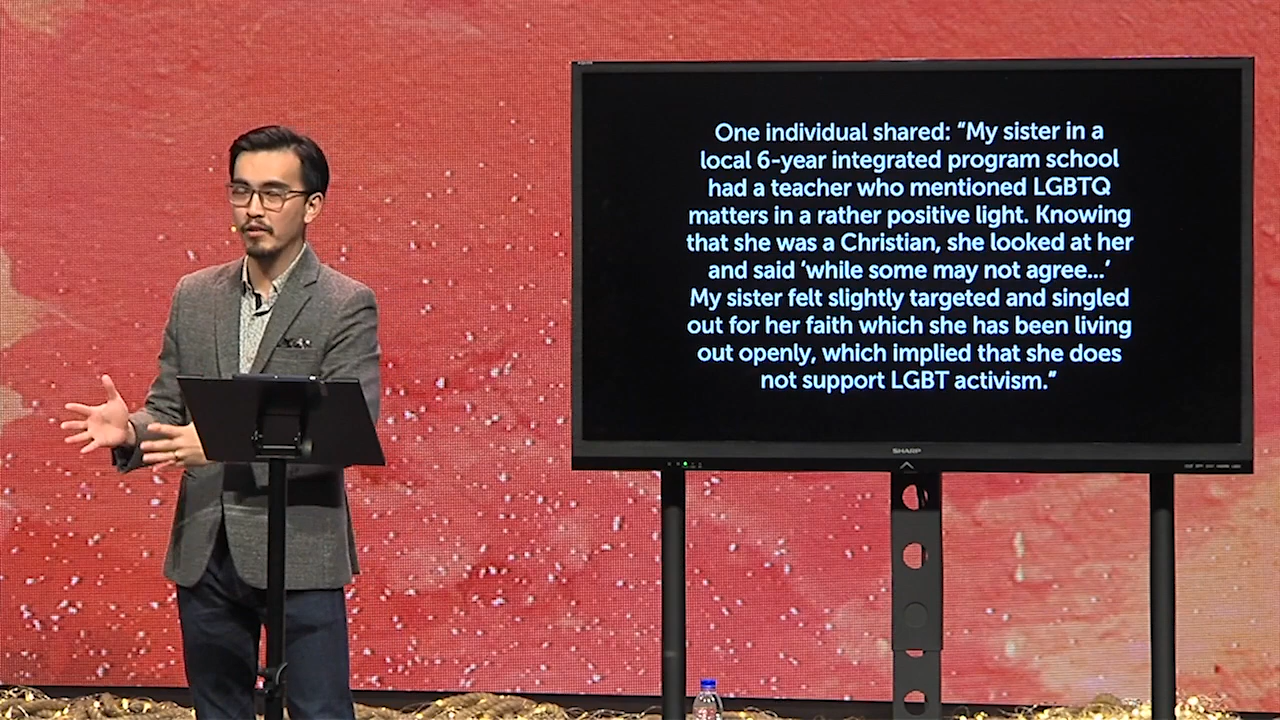 One individual shared: “My sister in a
local 6-year integrated program school
had a teacher who mentioned LGBTQ
matters in a rather positive light. Knowing
that she was a Christian, she looked at her
and said ‘while some may not agree...’
My sister felt slightly targeted and singled
out for her faith which she has been living
out openly, which implied that she does
not support LGBT activism.”
SHARP